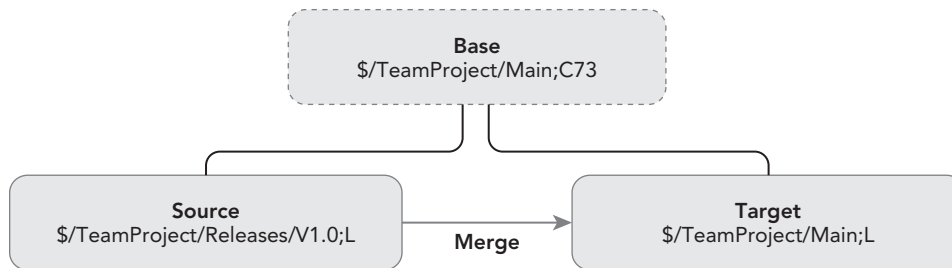 Base
$/TeamProject/Main;C73
Source
$/TeamProject/Releases/V1.0;L
Merge
Target
$/TeamProject/Main;L